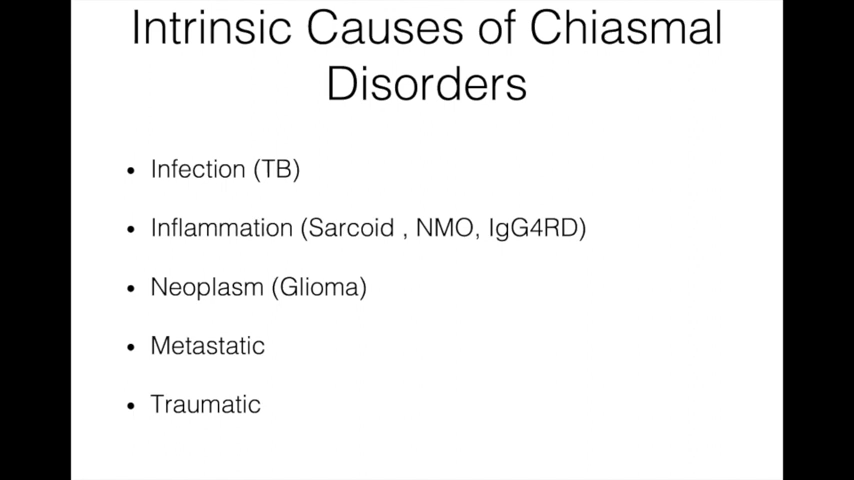 Intrinsic Causes of Chiasmal
Disorders
• Infection (TB)
• Inflammation (Sarcoid , NMO, IgG4RD)
• Neoplasm (Glioma)
• Metastatic
• Traumatic